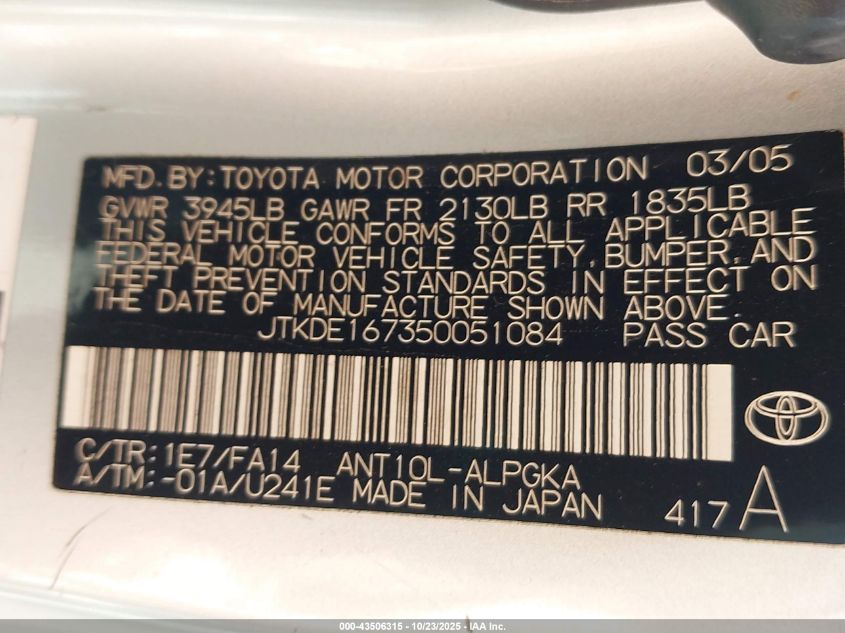 MFD. BY: TOYOTA MOTOR CORPORATION 03/05
GVWR 3945LB GAWR FR 2130LB RR 1835LB
THIS VEHICLE CONFORMS TO ALL APPLICABLE
FEDERAL MOTOR VEHICLE SAFETY, BUMPER, AND
THEFT PREVENTION STANDARDS IN EFFECT ON
THE DATE OF MANUFACTURE SHOWN ABOVE.
JTKDE167350051084 PASS CAR
C/TR: 1E7/FA14 ANT10L-ALPGKA
A/TM: -01A/U241E MADE IN JAPAN 417 A
000-43506315 - 10/23/2025 - IAA Inc.